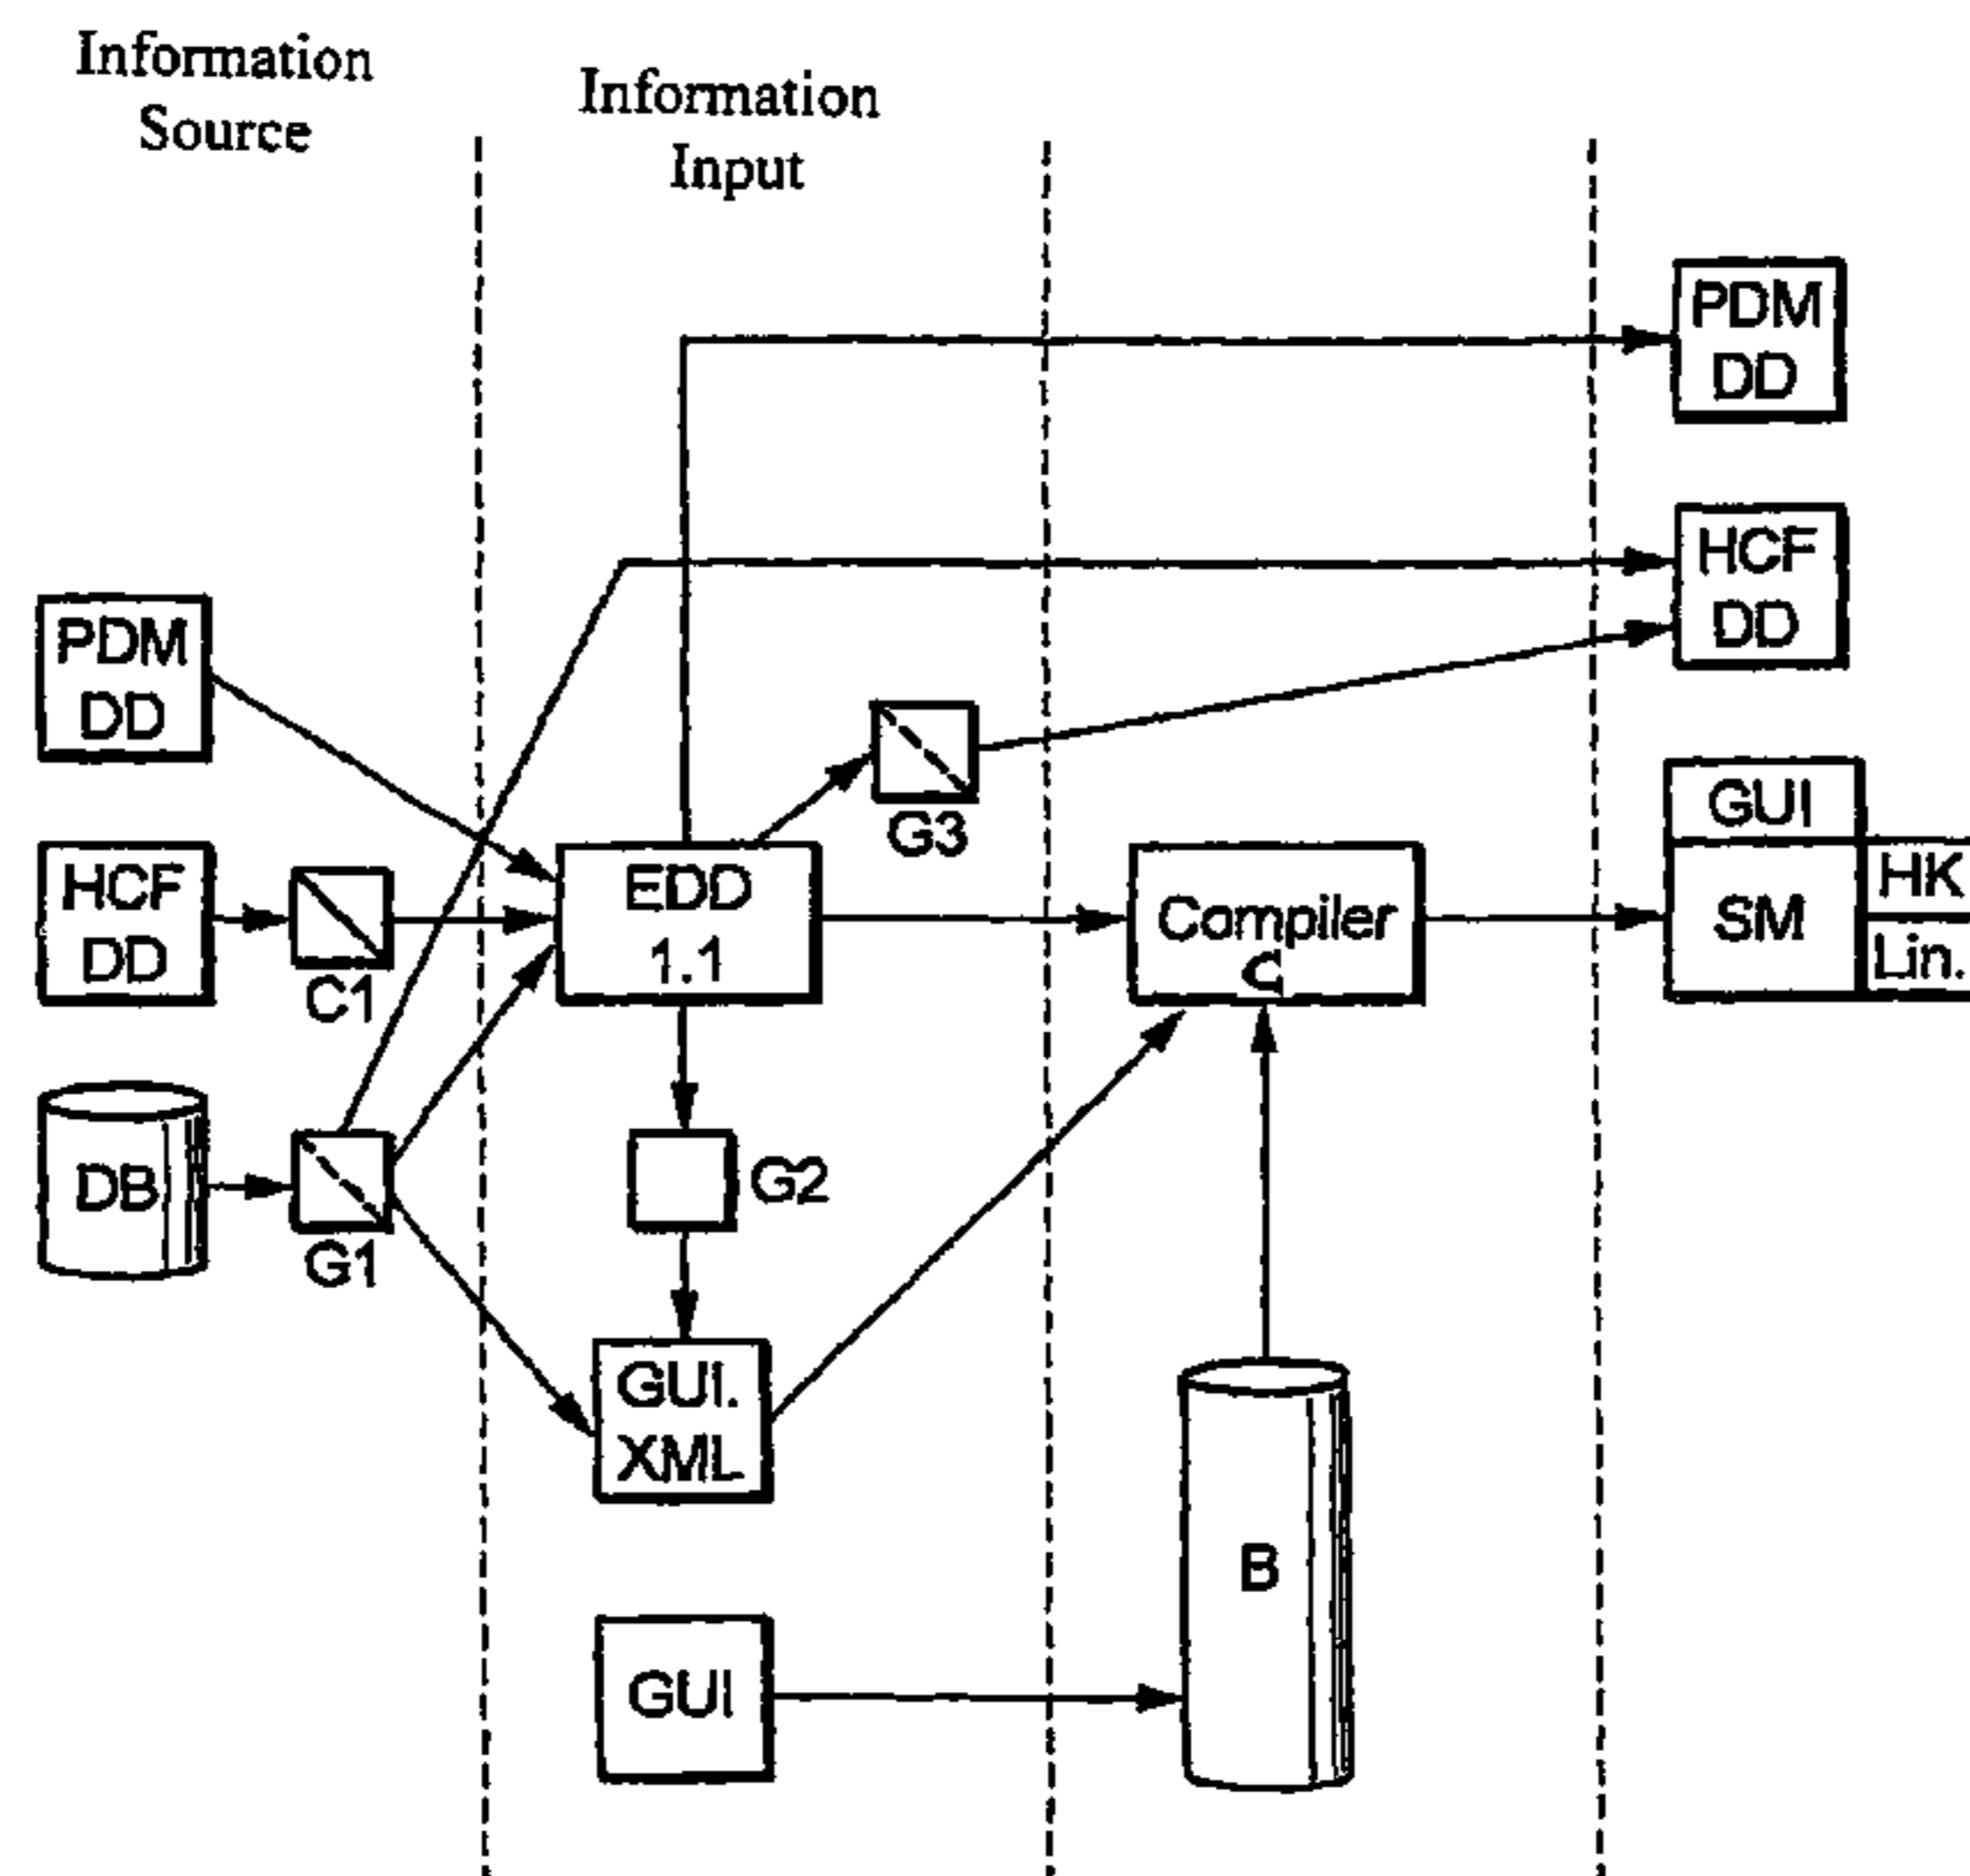 Information
Source
Information
Input
PDM
DD
HCF
DD
PDM
DD
G3
GUI
HCF
DD
C1
EDD
1.1
Compiler
C
SM
HK
Lin.
DB
G1
G2
GUI.
XML
B
GUI